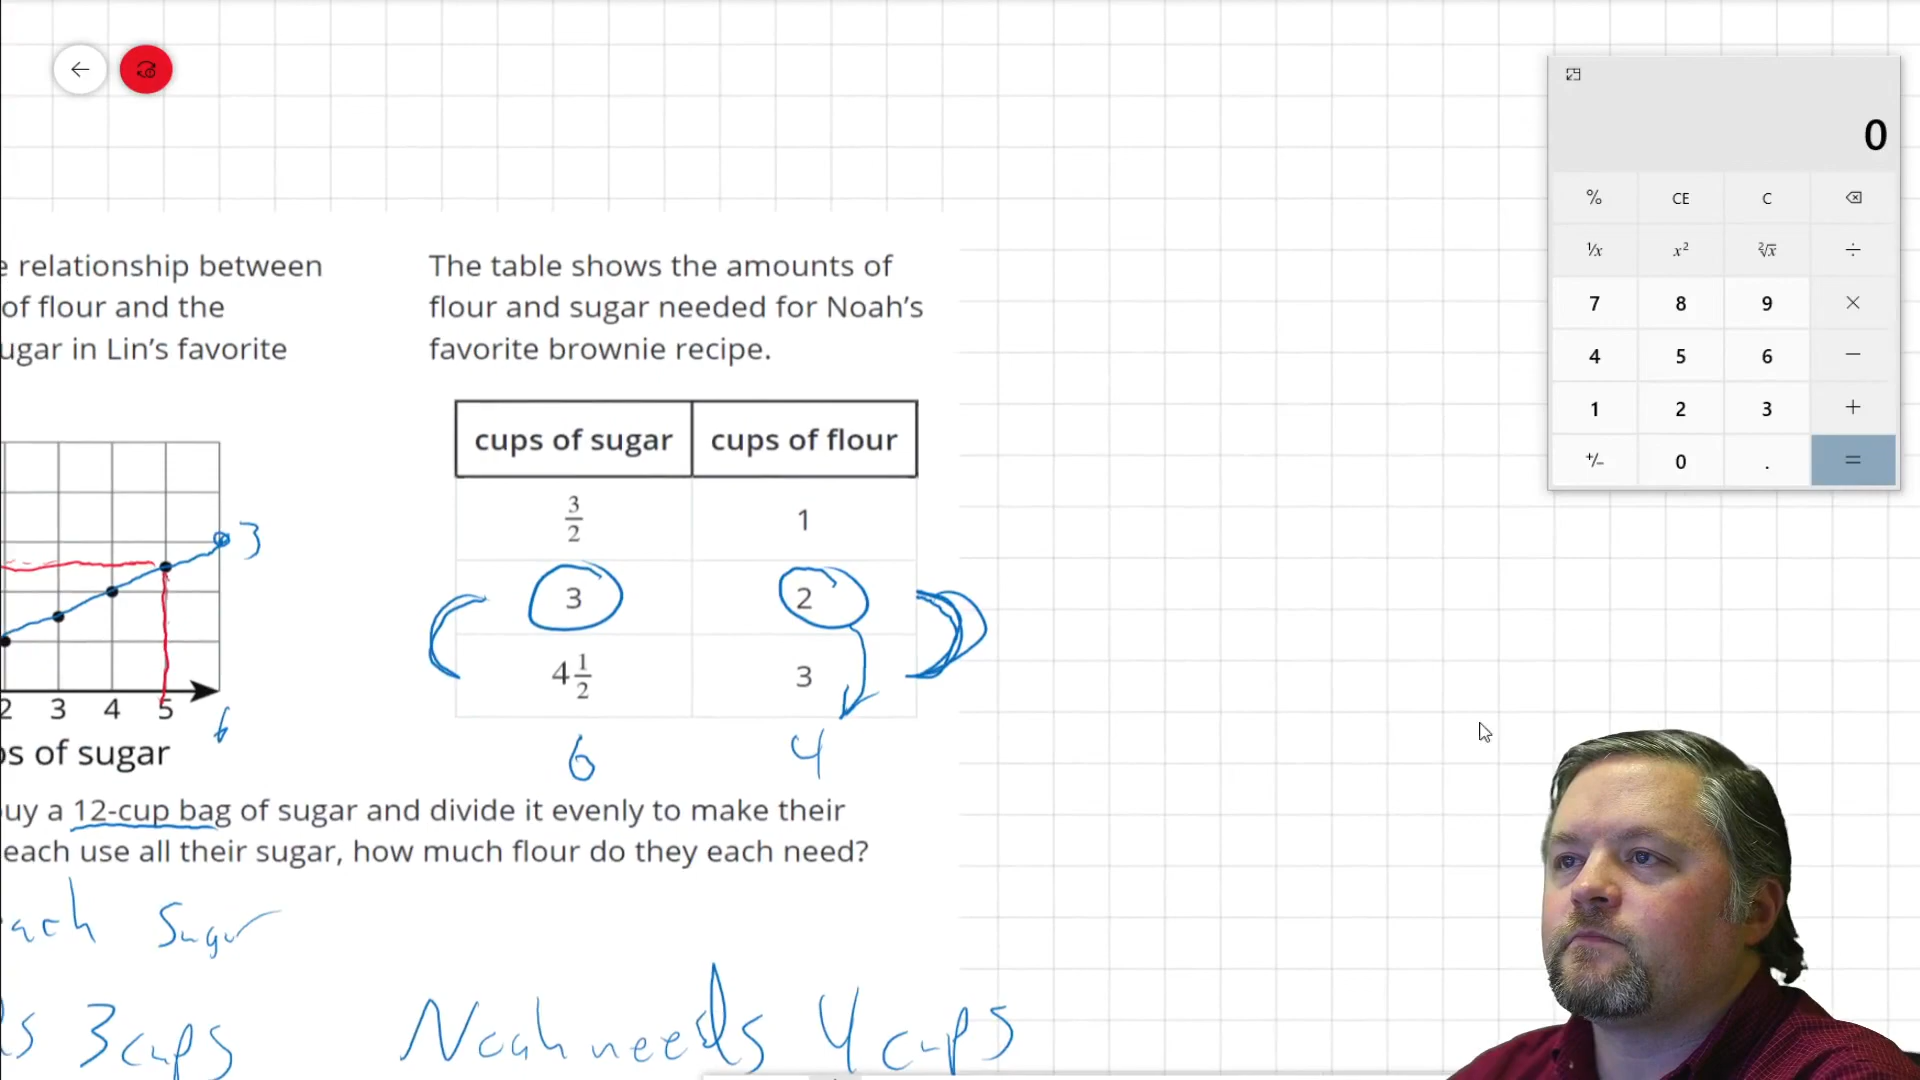 0
% CE C
1/x x² ²√x ÷
7 8 9 ×
4 5 6 −
1 2 3 +
+/− 0 . =
e relationship between
of flour and the
ugar in Lin's favorite
3
2 3 4 5
6
ps of sugar
The table shows the amounts of
flour and sugar needed for Noah's
favorite brownie recipe.
cups of sugar cups of flour
3/2 1
3 2
4 1/2 3
6 4
uy a 12-cup bag of sugar and divide it evenly to make their
each use all their sugar, how much flour do they each need?
ach Sugar
ds 3 cups
Noah needs 4 cups